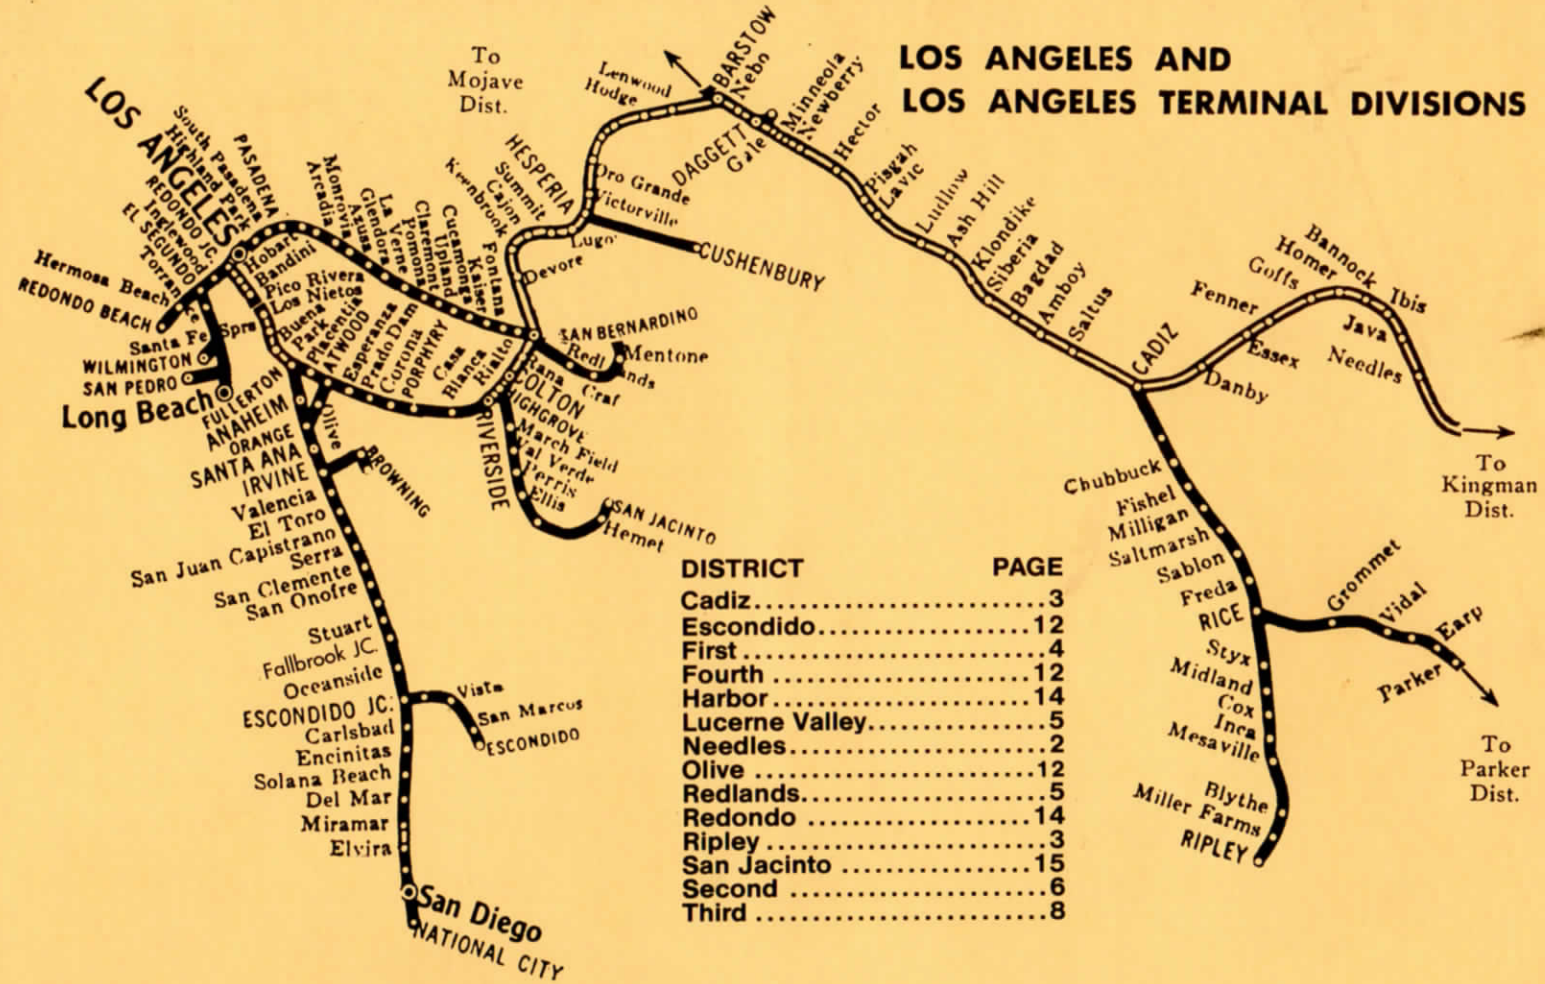 LOS ANGELES AND
LOS ANGELES TERMINAL DIVISIONS
To
Mojave
Dist.
BARSTOW
Nebo
Lenwood
Hodge
DAGGETT
Gale
Minneola
Newberry
Hector
Pisgah
Lavic
Ludlow
Ash Hill
Klondike
Siberia
Bagdad
Amboy
Saltus
CADIZ
Danby
Essex
Fenner
Goffs
Homer
Bannock
Ibis
Java
Needles
To
Kingman
Dist.
HESPERIA
Oro Grande
Victorville
CUSHENBURY
Lugo
Summit
Cajon
Keenbrook
Devore
LOS ANGELES
South Pasadena
Highland Park
PASADENA
REDONDO JC.
Inglewood
EL SEGUNDO
Torrance
Hermosa Beach
REDONDO BEACH
Arcadia
Monrovia
Azusa
Glendora
La Verne
Pomona
Claremont
Upland
Cucamonga
Kaiser
Fontana
Hobart
Bandini
Pico Rivera
Los Nietos
Santa Fe Sprs
Buena Park
Placentia
ATWOOD
Esperanza
Prado Dam
Corona
PORPHYRY
Casa Blanca
Rialto
SAN BERNARDINO
Redlands
Mentone
Craf
Rana
COLTON
HIGHGROVE
RIVERSIDE
March Field
Val Verde
Perris
Ellis
SAN JACINTO
Hemet
WILMINGTON
SAN PEDRO
Long Beach
FULLERTON
ANAHEIM
Olive
ORANGE
SANTA ANA
IRVINE
BROWNING
Valencia
El Toro
San Juan Capistrano
Serra
San Clemente
San Onofre
Stuart
Fallbrook JC.
Oceanside
ESCONDIDO JC.
Vista
San Marcos
ESCONDIDO
Carlsbad
Encinitas
Solana Beach
Del Mar
Miramar
Elvira
San Diego
NATIONAL CITY
Chubbuck
Fishel
Milligan
Saltmarsh
Sablon
Freda
RICE
Grommet
Vidal
Earp
Parker
To
Parker
Dist.
Styx
Midland
Cox
Inca
Mesaville
Blythe
Miller Farms
RIPLEY
DISTRICT PAGE
Cadiz..........................3
Escondido...................12
First ...........................4
Fourth .......................12
Harbor .......................14
Lucerne Valley................5
Needles.......................2
Olive .........................12
Redlands......................5
Redondo ....................14
Ripley .........................3
San Jacinto .................15
Second .......................6
Third ..........................8